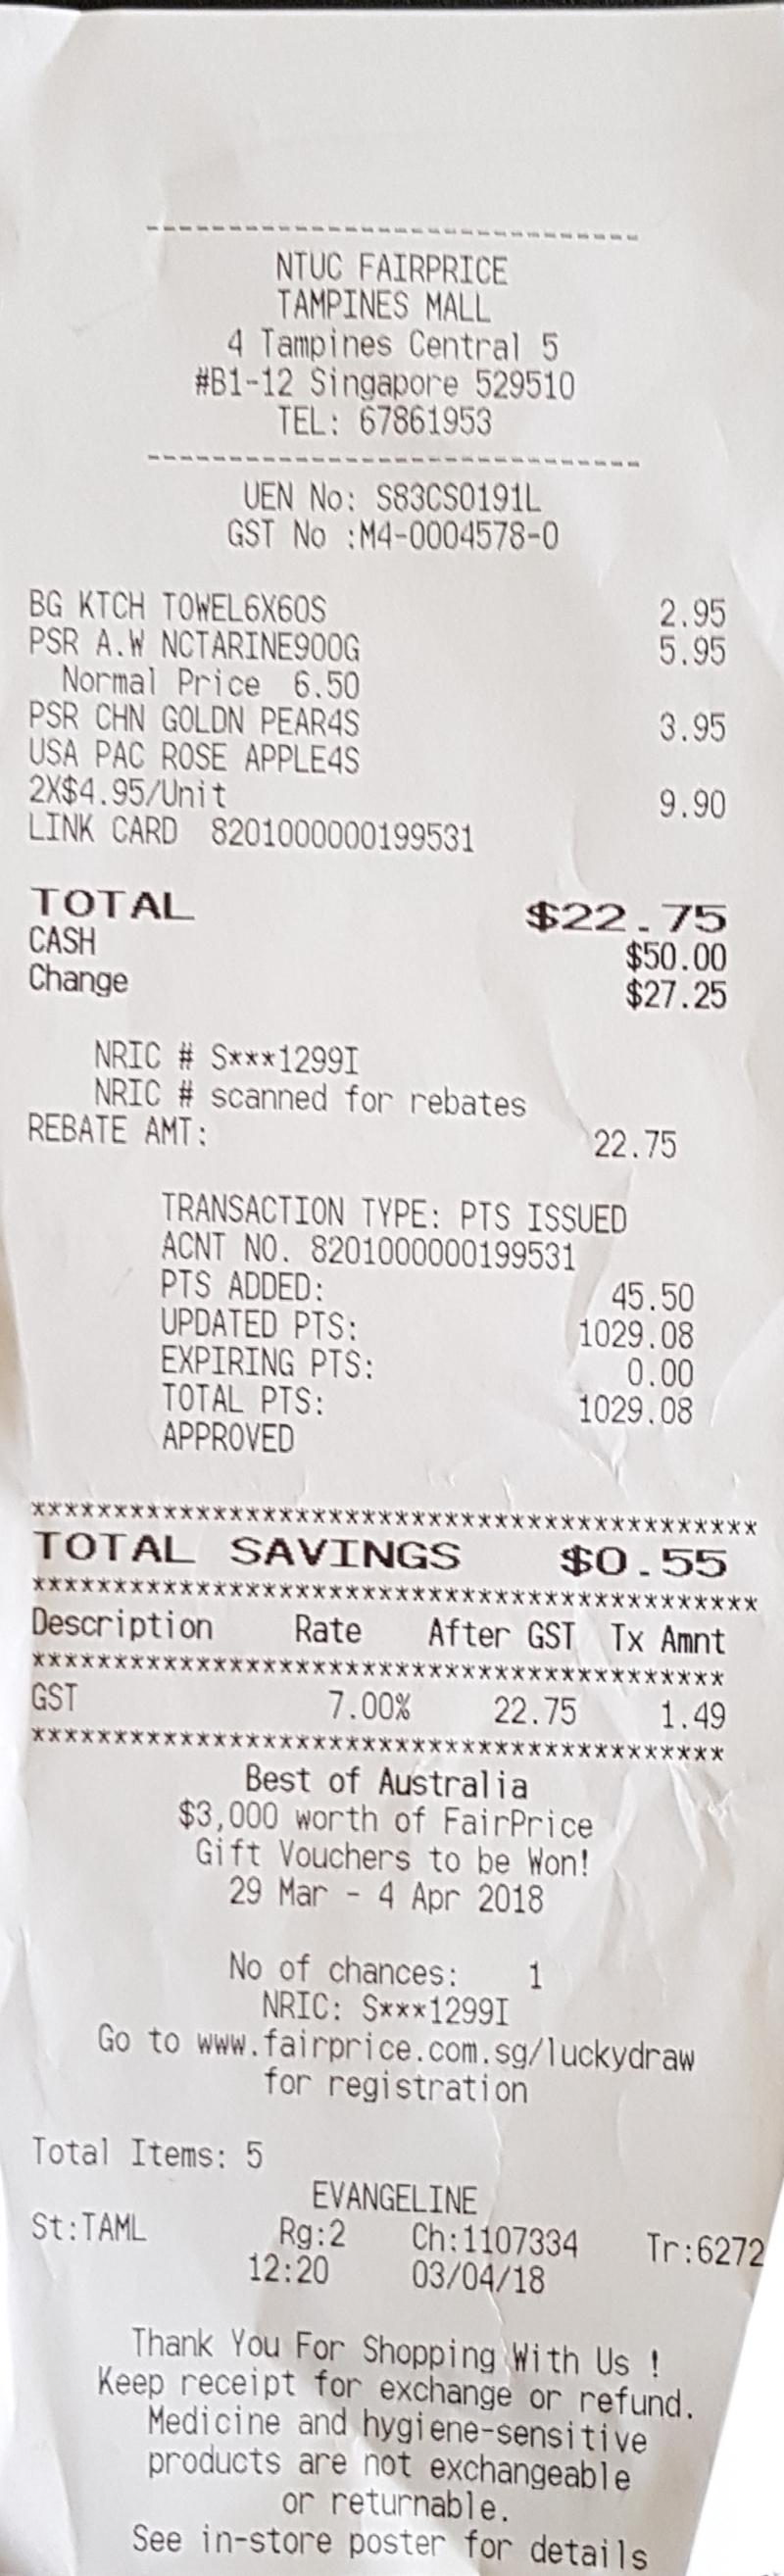 ------------------------------
NTUC FAIRPRICE
TAMPINES MALL
4 Tampines Central 5
#B1-12 Singapore 529510
TEL: 67861953
------------------------------
UEN No: S83CS0191L
GST No :M4-0004578-0
BG KTCH TOWEL6X60S 2.95
PSR A.W NCTARINE900G 5.95
Normal Price 6.50
PSR CHN GOLDN PEAR4S 3.95
USA PAC ROSE APPLE4S
2X$4.95/Unit 9.90
LINK CARD 8201000000199531
TOTAL $22.75
CASH $50.00
Change $27.25
NRIC # S***1299I
NRIC # scanned for rebates
REBATE AMT: 22.75
TRANSACTION TYPE: PTS ISSUED
ACNT NO. 8201000000199531
PTS ADDED: 45.50
UPDATED PTS: 1029.08
EXPIRING PTS: 0.00
TOTAL PTS: 1029.08
APPROVED
********************************************
TOTAL SAVINGS $0.55
********************************************
Description Rate After GST Tx Amnt
******************************************
GST 7.00% 22.75 1.49
******************************************
Best of Australia
$3,000 worth of FairPrice
Gift Vouchers to be Won!
29 Mar - 4 Apr 2018
No of chances: 1
NRIC: S***1299I
Go to www.fairprice.com.sg/luckydraw
for registration
Total Items: 5
EVANGELINE
St:TAML Rg:2 Ch:1107334 Tr:6272
12:20 03/04/18
Thank You For Shopping With Us !
Keep receipt for exchange or refund.
Medicine and hygiene-sensitive
products are not exchangeable
or returnable.
See in-store poster for details